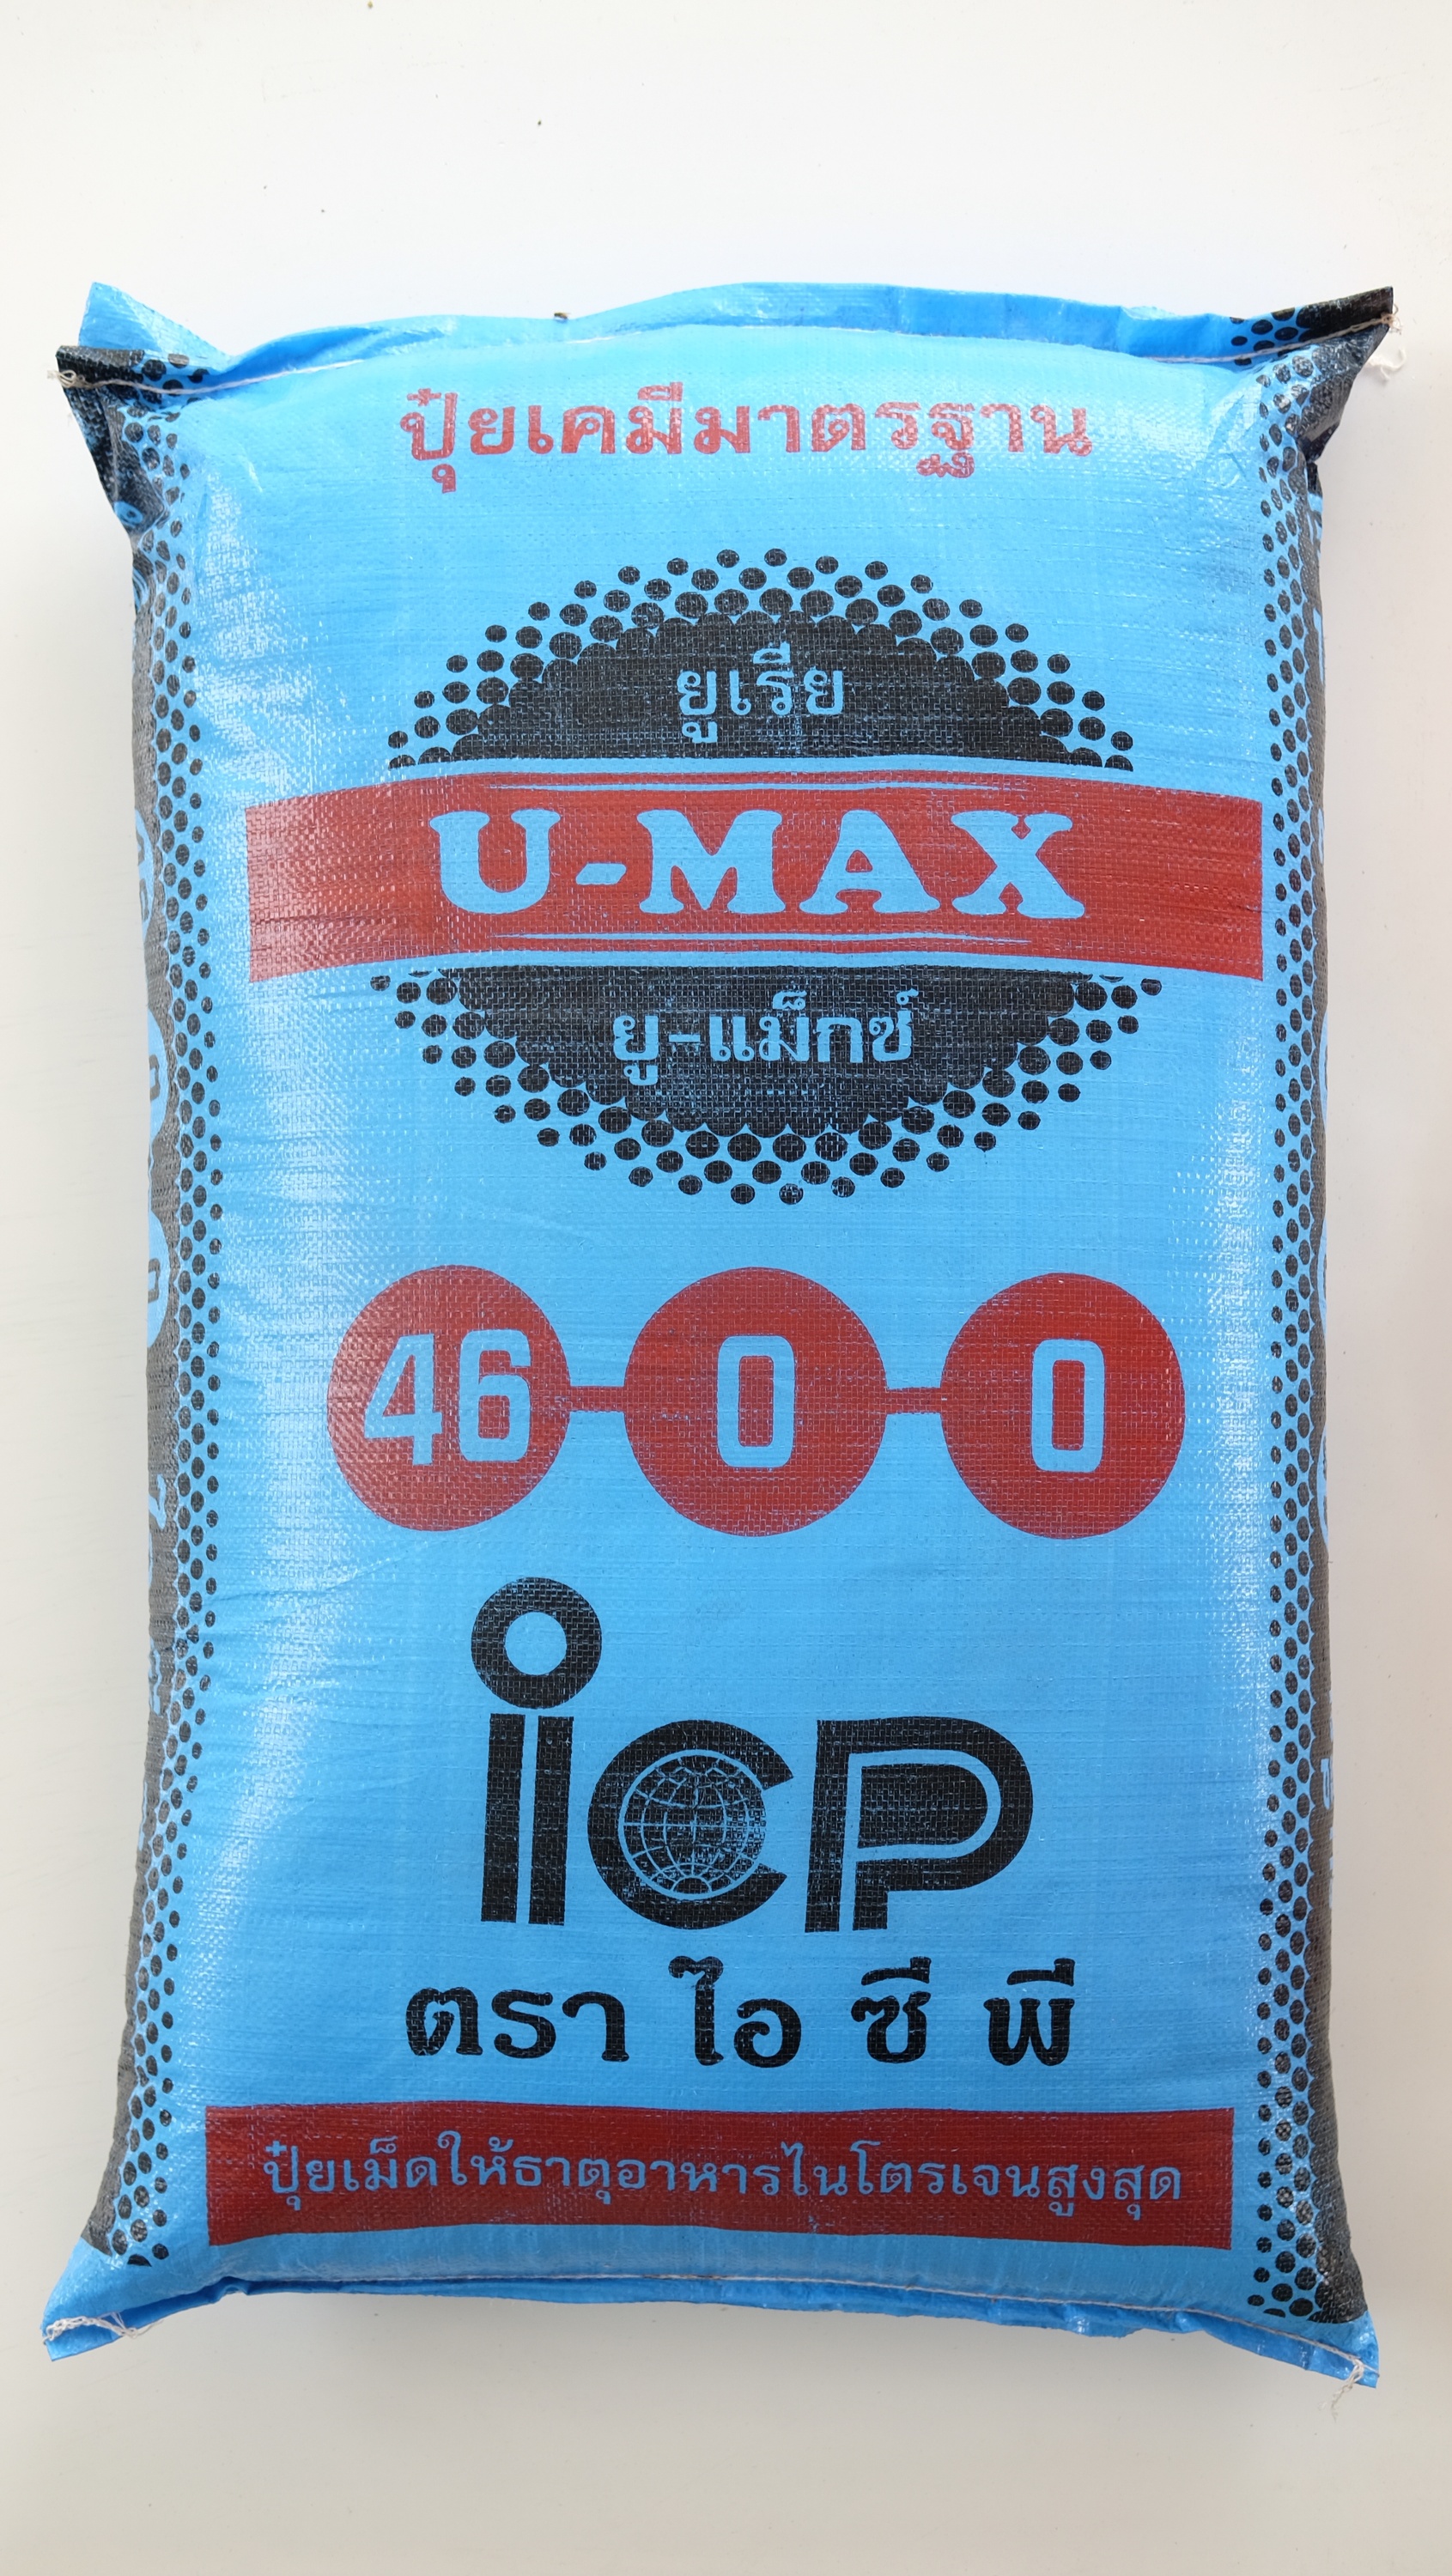 ปุ๋ยเคมีมาตรฐาน
ยูเรีย
U-MAX
ยู-แม็กซ์
46-0-0
icp
ตรา ไอ ซี พี
ปุ๋ยเม็ดให้ธาตุอาหารไนโตรเจนสูงสุด